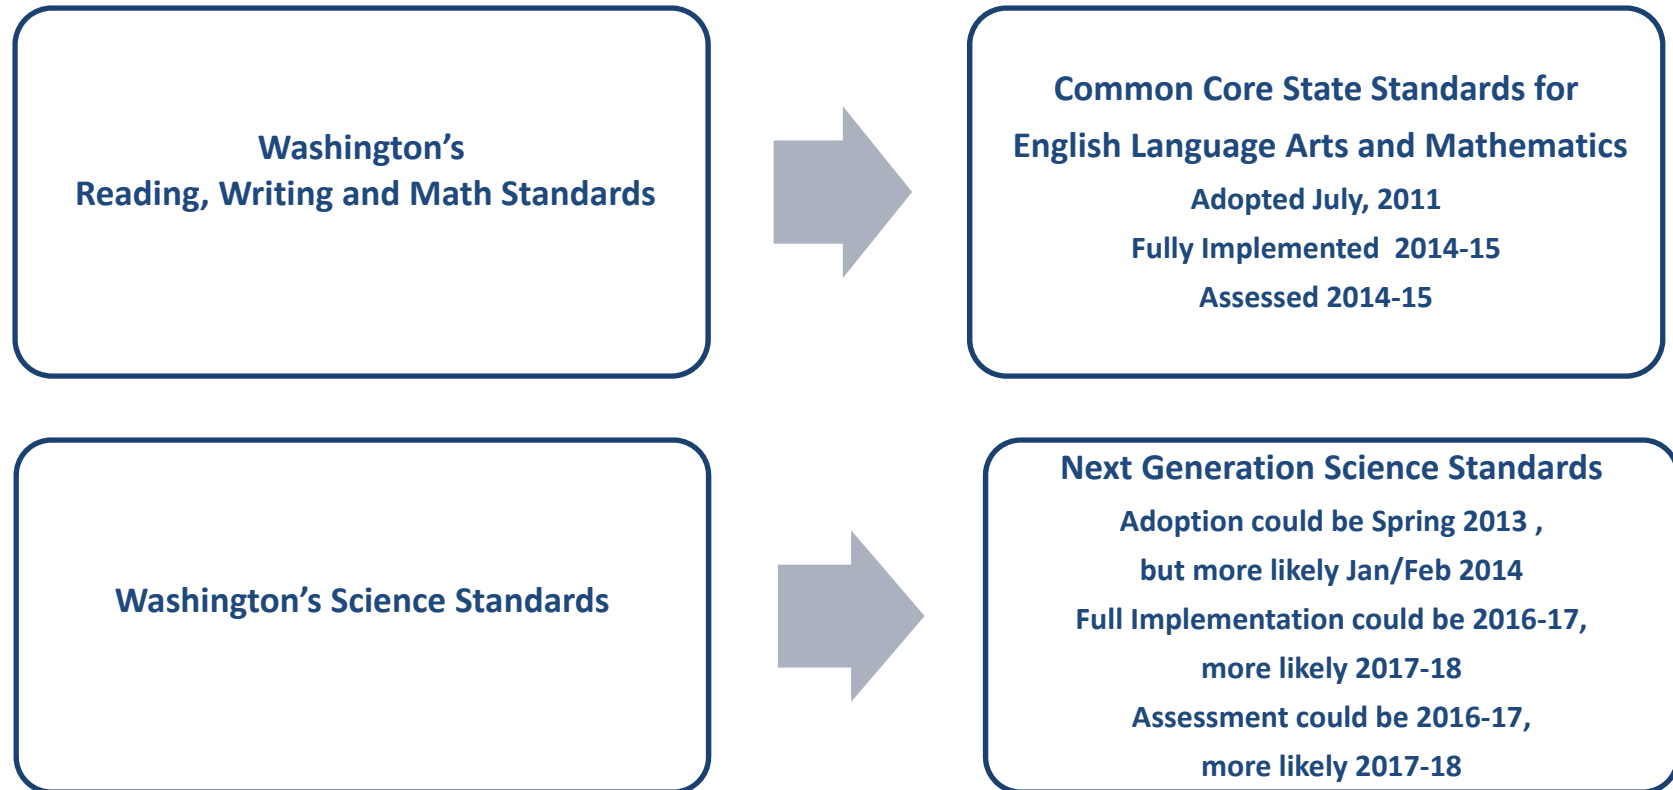 Washington’s
Reading, Writing and Math Standards
Common Core State Standards for
English Language Arts and Mathematics
Adopted July, 2011
Fully Implemented  2014-15
Assessed 2014-15
Washington’s Science Standards
Next Generation Science Standards
Adoption could be Spring 2013 ,
but more likely Jan/Feb 2014
Full Implementation could be 2016-17,
more likely 2017-18
Assessment could be 2016-17,
more likely 2017-18